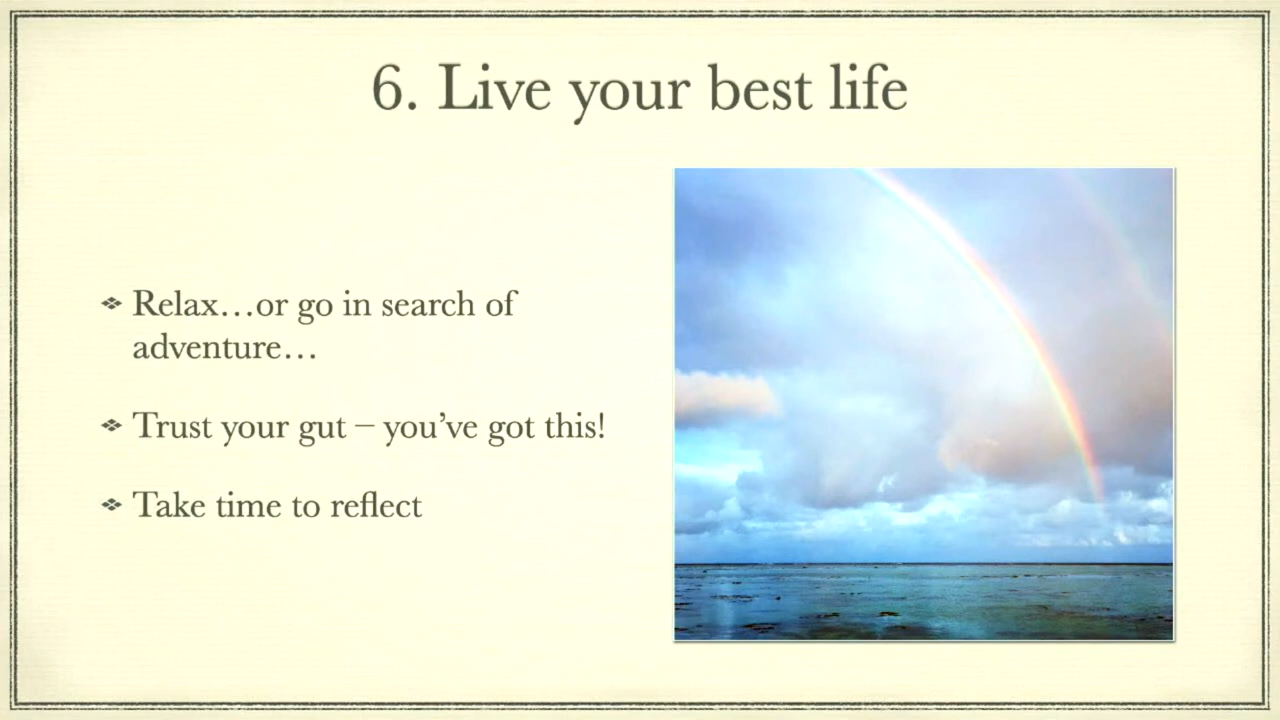 6. Live your best life
Relax…or go in search of
adventure…
Trust your gut – you’ve got this!
Take time to reflect